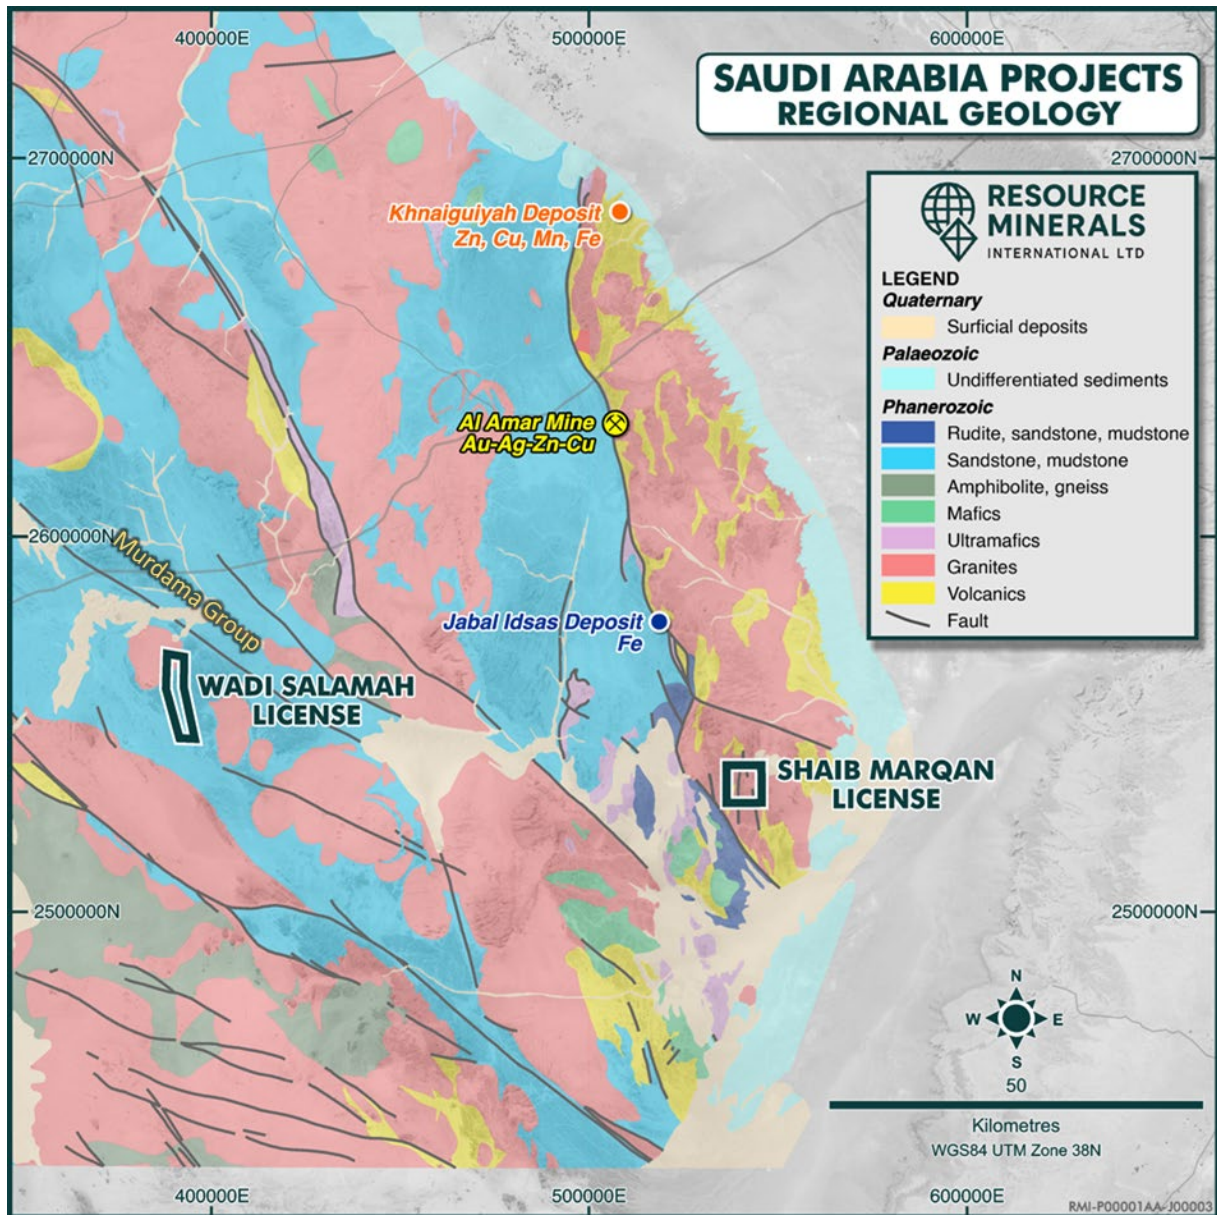 400000E
500000E
600000E
SAUDI ARABIA PROJECTS
REGIONAL GEOLOGY
2700000N
2700000N
RESOURCE
MINERALS
INTERNATIONAL LTD
LEGEND
Quaternary
Surficial deposits
Palaeozoic
Undifferentiated sediments
Phanerozoic
Rudite, sandstone, mudstone
Sandstone, mudstone
Amphibolite, gneiss
Mafics
Ultramafics
Granites
Volcanics
Fault
Khnaiguiyah Deposit
Zn, Cu, Mn, Fe
Al Amar Mine
Au-Ag-Zn-Cu
2600000N
Murdama Group
Jabal Idsas Deposit
Fe
WADI SALAMAH
LICENSE
SHAIB MARQAN
LICENSE
2500000N
2500000N
N
W
E
S
50
Kilometres
WGS84 UTM Zone 38N
400000E
500000E
600000E
RMI-P00001AA-J00003